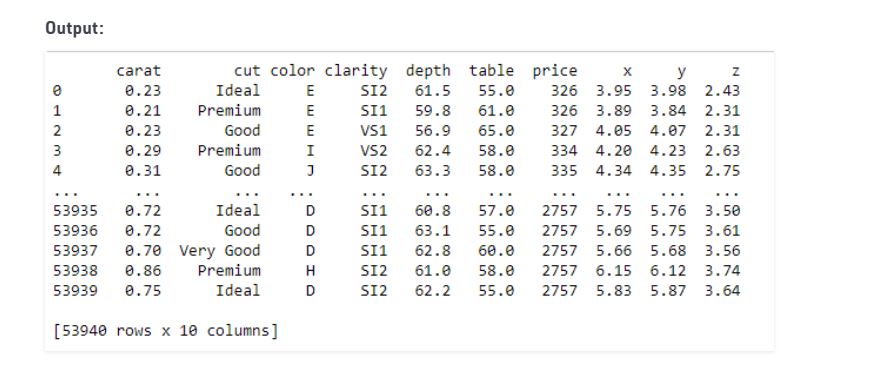 Output:
carat cut color clarity depth table price x y z
0 0.23 Ideal E SI2 61.5 55.0 326 3.95 3.98 2.43
1 0.21 Premium E SI1 59.8 61.0 326 3.89 3.84 2.31
2 0.23 Good E VS1 56.9 65.0 327 4.05 4.07 2.31
3 0.29 Premium I VS2 62.4 58.0 334 4.20 4.23 2.63
4 0.31 Good J SI2 63.3 58.0 335 4.34 4.35 2.75
... ... ... ... ... ... ... ... ... ... ...
53935 0.72 Ideal D SI1 60.8 57.0 2757 5.75 5.76 3.50
53936 0.72 Good D SI1 63.1 55.0 2757 5.69 5.75 3.61
53937 0.70 Very Good D SI1 62.8 60.0 2757 5.66 5.68 3.56
53938 0.86 Premium H SI2 61.0 58.0 2757 6.15 6.12 3.74
53939 0.75 Ideal D SI2 62.2 55.0 2757 5.83 5.87 3.64
[53940 rows x 10 columns]